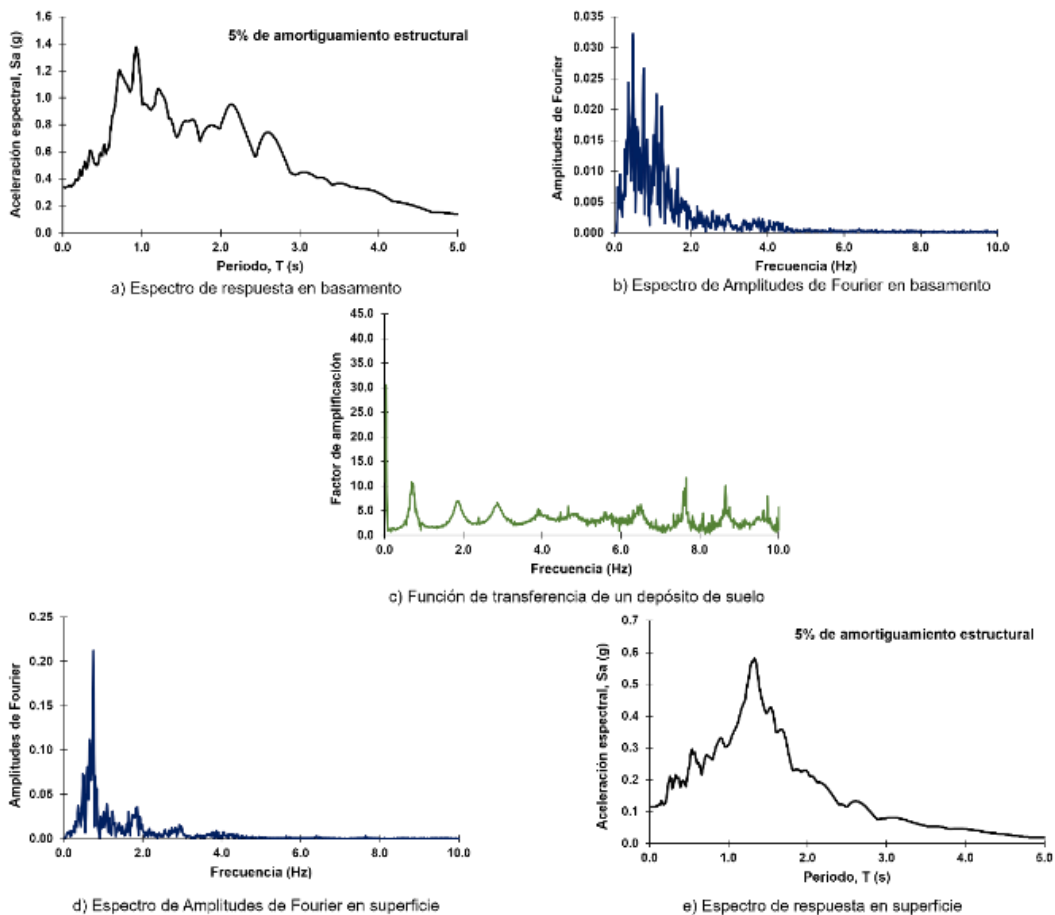 5% de amortiguamiento estructural
Aceleración espectral, Sa (g)
1.6
1.4
1.2
1.0
0.8
0.6
0.4
0.2
0.0
0.0 1.0 2.0 3.0 4.0 5.0
Periodo, T (s)
a) Espectro de respuesta en basamento
Amplitudes de Fourier
0.035
0.030
0.025
0.020
0.015
0.010
0.005
0.000
0.0 2.0 4.0 6.0 8.0 10.0
Frecuencia (Hz)
b) Espectro de Amplitudes de Fourier en basamento
Factor de amplificación
45.0
40.0
35.0
30.0
25.0
20.0
15.0
10.0
5.0
0.0
0.0 2.0 4.0 6.0 8.0 10.0
Frecuencia (Hz)
c) Función de transferencia de un depósito de suelo
Amplitudes de Fourier
0.25
0.20
0.15
0.10
0.05
0.00
0.0 2.0 4.0 6.0 8.0 10.0
Frecuencia (Hz)
d) Espectro de Amplitudes de Fourier en superficie
5% de amortiguamiento estructural
Aceleración espectral, Sa (g)
0.7
0.6
0.5
0.4
0.3
0.2
0.1
0.0
0.0 1.0 2.0 3.0 4.0 5.0
Periodo, T (s)
e) Espectro de respuesta en superficie